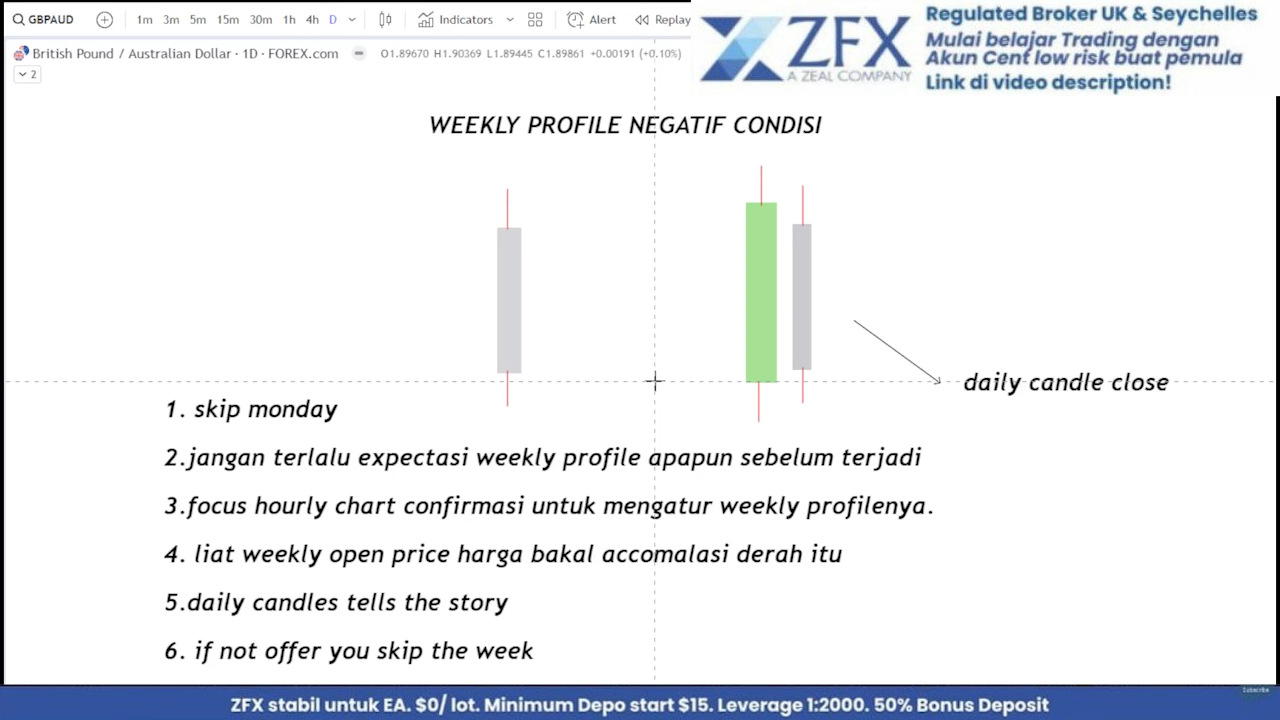 GBPAUD 1m 3m 5m 15m 30m 1h 4h D Indicators Alert Replay
British Pound / Australian Dollar · 1D · FOREX.com O1.89670 H1.90369 L1.89445 C1.89861 +0.00191 (+0.10%)
2
ZFX
A ZEAL COMPANY
Regulated Broker UK & Seychelles
Mulai belajar Trading dengan
Akun Cent low risk buat pemula
Link di video description!
WEEKLY PROFILE NEGATIF CONDISI
daily candle close
1. skip monday
2.jangan terlalu expectasi weekly profile apapun sebelum terjadi
3.focus hourly chart confirmasi untuk mengatur weekly profilenya.
4. liat weekly open price harga bakal accomalasi derah itu
5.daily candles tells the story
6. if not offer you skip the week
Subscribe
ZFX stabil untuk EA. $0/ lot. Minimum Depo start $15. Leverage 1:2000. 50% Bonus Deposit